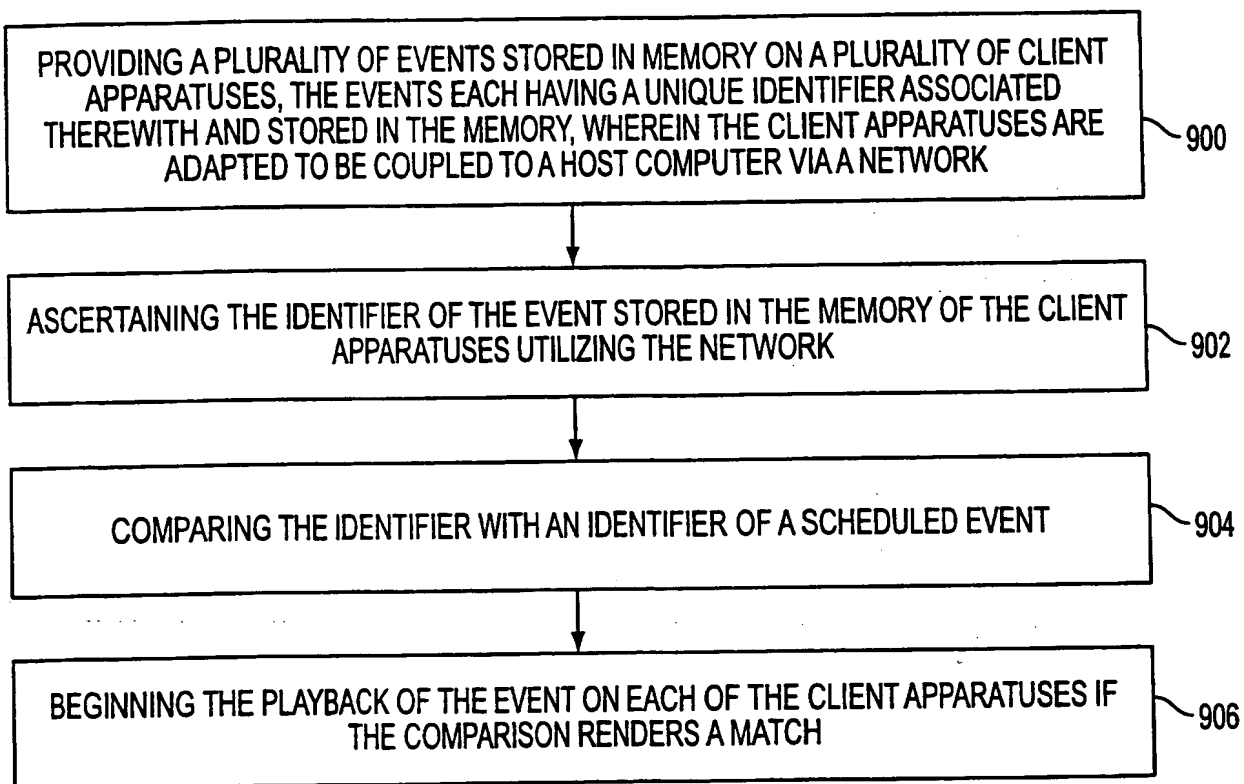 PROVIDING A PLURALITY OF EVENTS STORED IN MEMORY ON A PLURALITY OF CLIENT
APPARATUSES, THE EVENTS EACH HAVING A UNIQUE IDENTIFIER ASSOCIATED
THEREWITH AND STORED IN THE MEMORY, WHEREIN THE CLIENT APPARATUSES ARE
ADAPTED TO BE COUPLED TO A HOST COMPUTER VIA A NETWORK
900
ASCERTAINING THE IDENTIFIER OF THE EVENT STORED IN THE MEMORY OF THE CLIENT
APPARATUSES UTILIZING THE NETWORK
902
COMPARING THE IDENTIFIER WITH AN IDENTIFIER OF A SCHEDULED EVENT
904
BEGINNING THE PLAYBACK OF THE EVENT ON EACH OF THE CLIENT APPARATUSES IF
THE COMPARISON RENDERS A MATCH
906